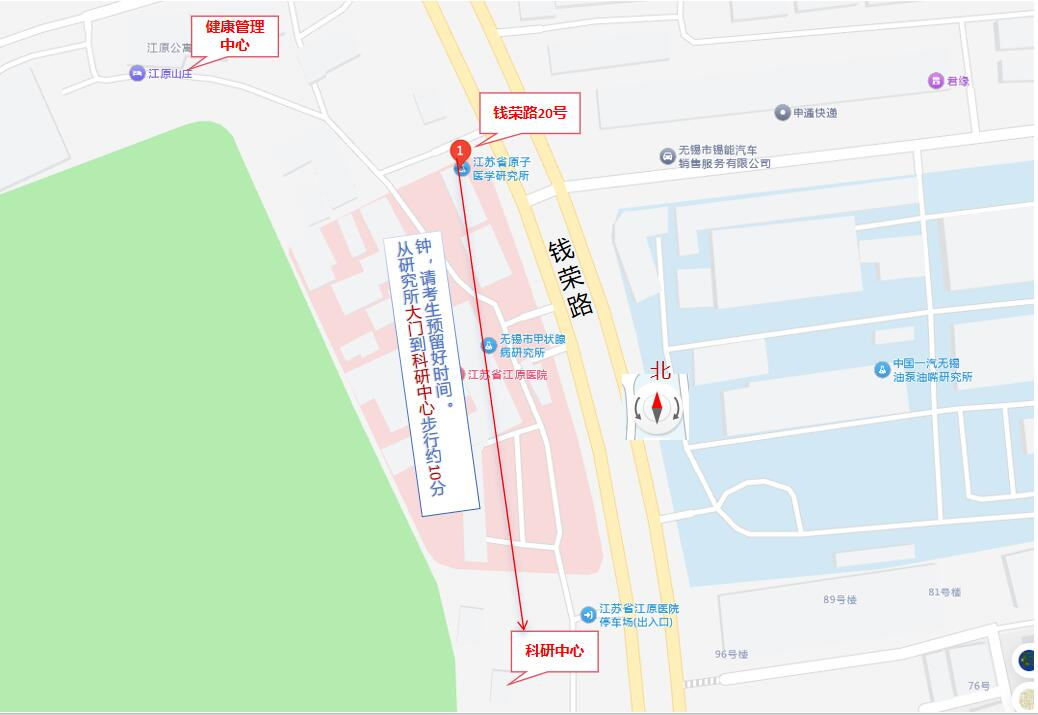 健康管理
中心
江原公寓
江原山庄
钱荣路20号
1
江苏省原子
医学研究所
君缘
申通快递
无锡市锡能汽车
销售服务有限公司
钱荣路
从研究所大门到科研中心步行约10分
钟，请考生预留好时间。
无锡市甲状腺
病研究所
江苏省江原医院
北
中国一汽无锡
油泵油嘴研究所
江苏省江原医院
停车场(出入口)
科研中心
89号楼
81号楼
96号楼
76号